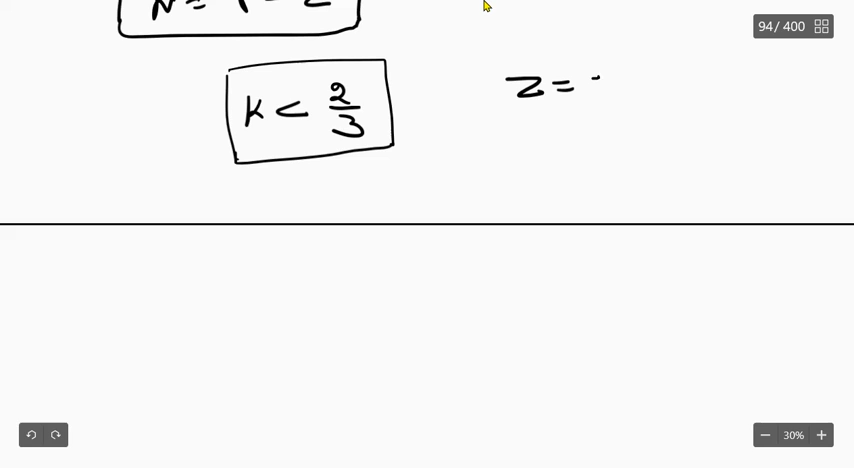 94 / 400
K < 2/3
Z =
30%